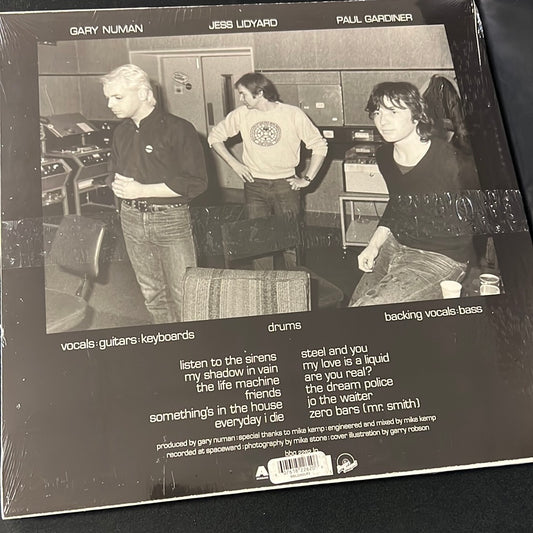 GARY NUMAN JESS LIDYARD PAUL GARDINER
vocals:guitars:keyboards drums backing vocals:bass
listen to the sirens
my shadow in vain
the life machine
friends
something's in the house
everyday i die
steel and you
my love is a liquid
are you real?
the dream police
jo the waiter
zero bars (mr. smith)
produced by gary numan:special thanks to mike kemp:engineered and mixed by mike kemp
recorded at spaceward:photography by mike stone:cover illustration by garry robson